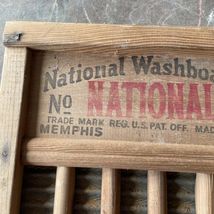 National Washboa
No NATIONAL
TRADE MARK REG. U.S. PAT. OFF. MAD
MEMPHIS